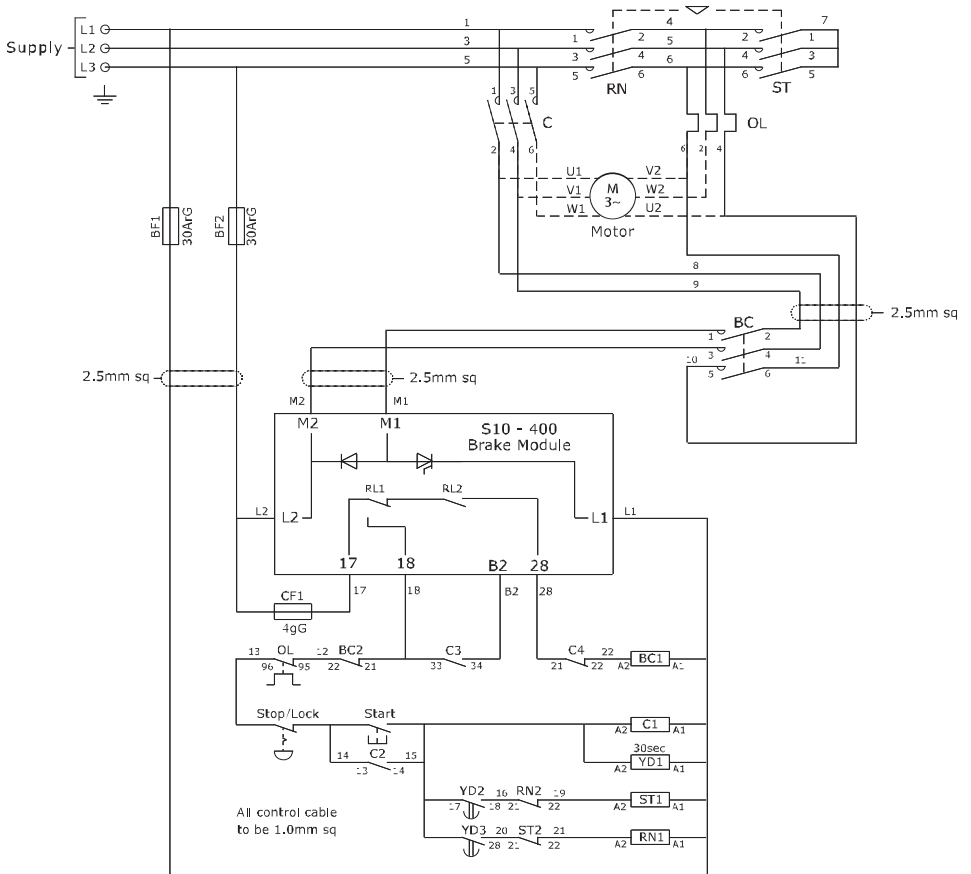 L1 1 4 7
Supply L2 3 1 2 5 2 1
L3 5 3 4 6 4 3
5 6 6 5
RN ST
1 3 5 C OL
2 4 6 6 2 4
U1 V2
V1 M W2
W1 3~ U2
Motor
BF1 30ArG BF2 30ArG
8
9
BC 2.5mm sq
1 2
10 3 4 11
5 6
2.5mm sq 2.5mm sq
M2 M1
M2 M1 S10 - 400
Brake Module
RL1 RL2
L2 L2 L1 L1
17 18 B2 28
17 18 B2 28
CF1
4gG
13 OL 12 BC2 C3 C4 22
96 95 22 21 33 34 21 22 A2 BC1 A1
Stop/Lock Start
A2 C1 A1
14 C2 15 30sec
13 14 A2 YD1 A1
YD2 16 RN2 19
17 18 21 22 A2 ST1 A1
YD3 20 ST2 21
28 21 22 A2 RN1 A1
All control cable
to be 1.0mm sq